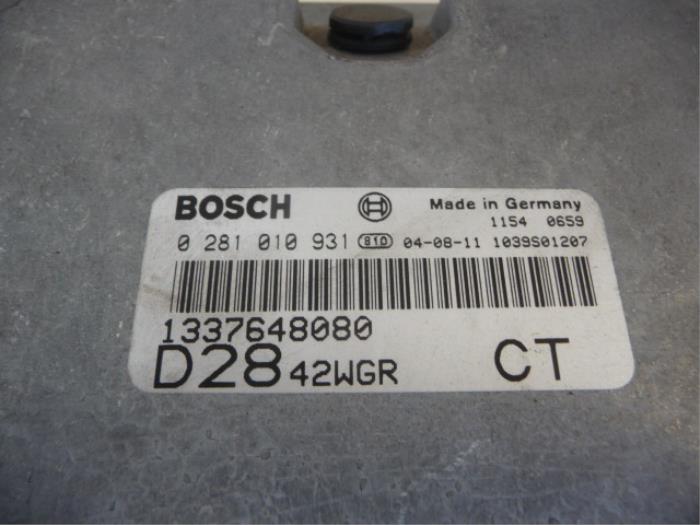 BOSCH Made in Germany
1154 0659
0 281 010 931 810 04-08-11 1039S01207
1337648080
D28 42WGR CT